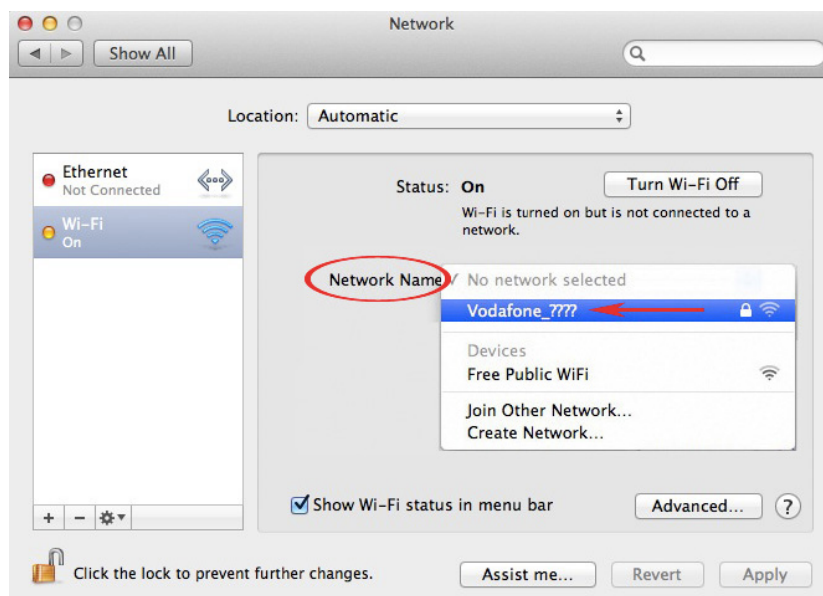 Network
Show All
Location: Automatic
Ethernet
Not Connected
Wi-Fi
On
Status: On
Turn Wi-Fi Off
Wi-Fi is turned on but is not connected to a
network.
Network Name
✓ No network selected
Vodafone_????
Devices
Free Public WiFi
Join Other Network...
Create Network...
Show Wi-Fi status in menu bar
Advanced...
?
Click the lock to prevent further changes.
Assist me...
Revert
Apply